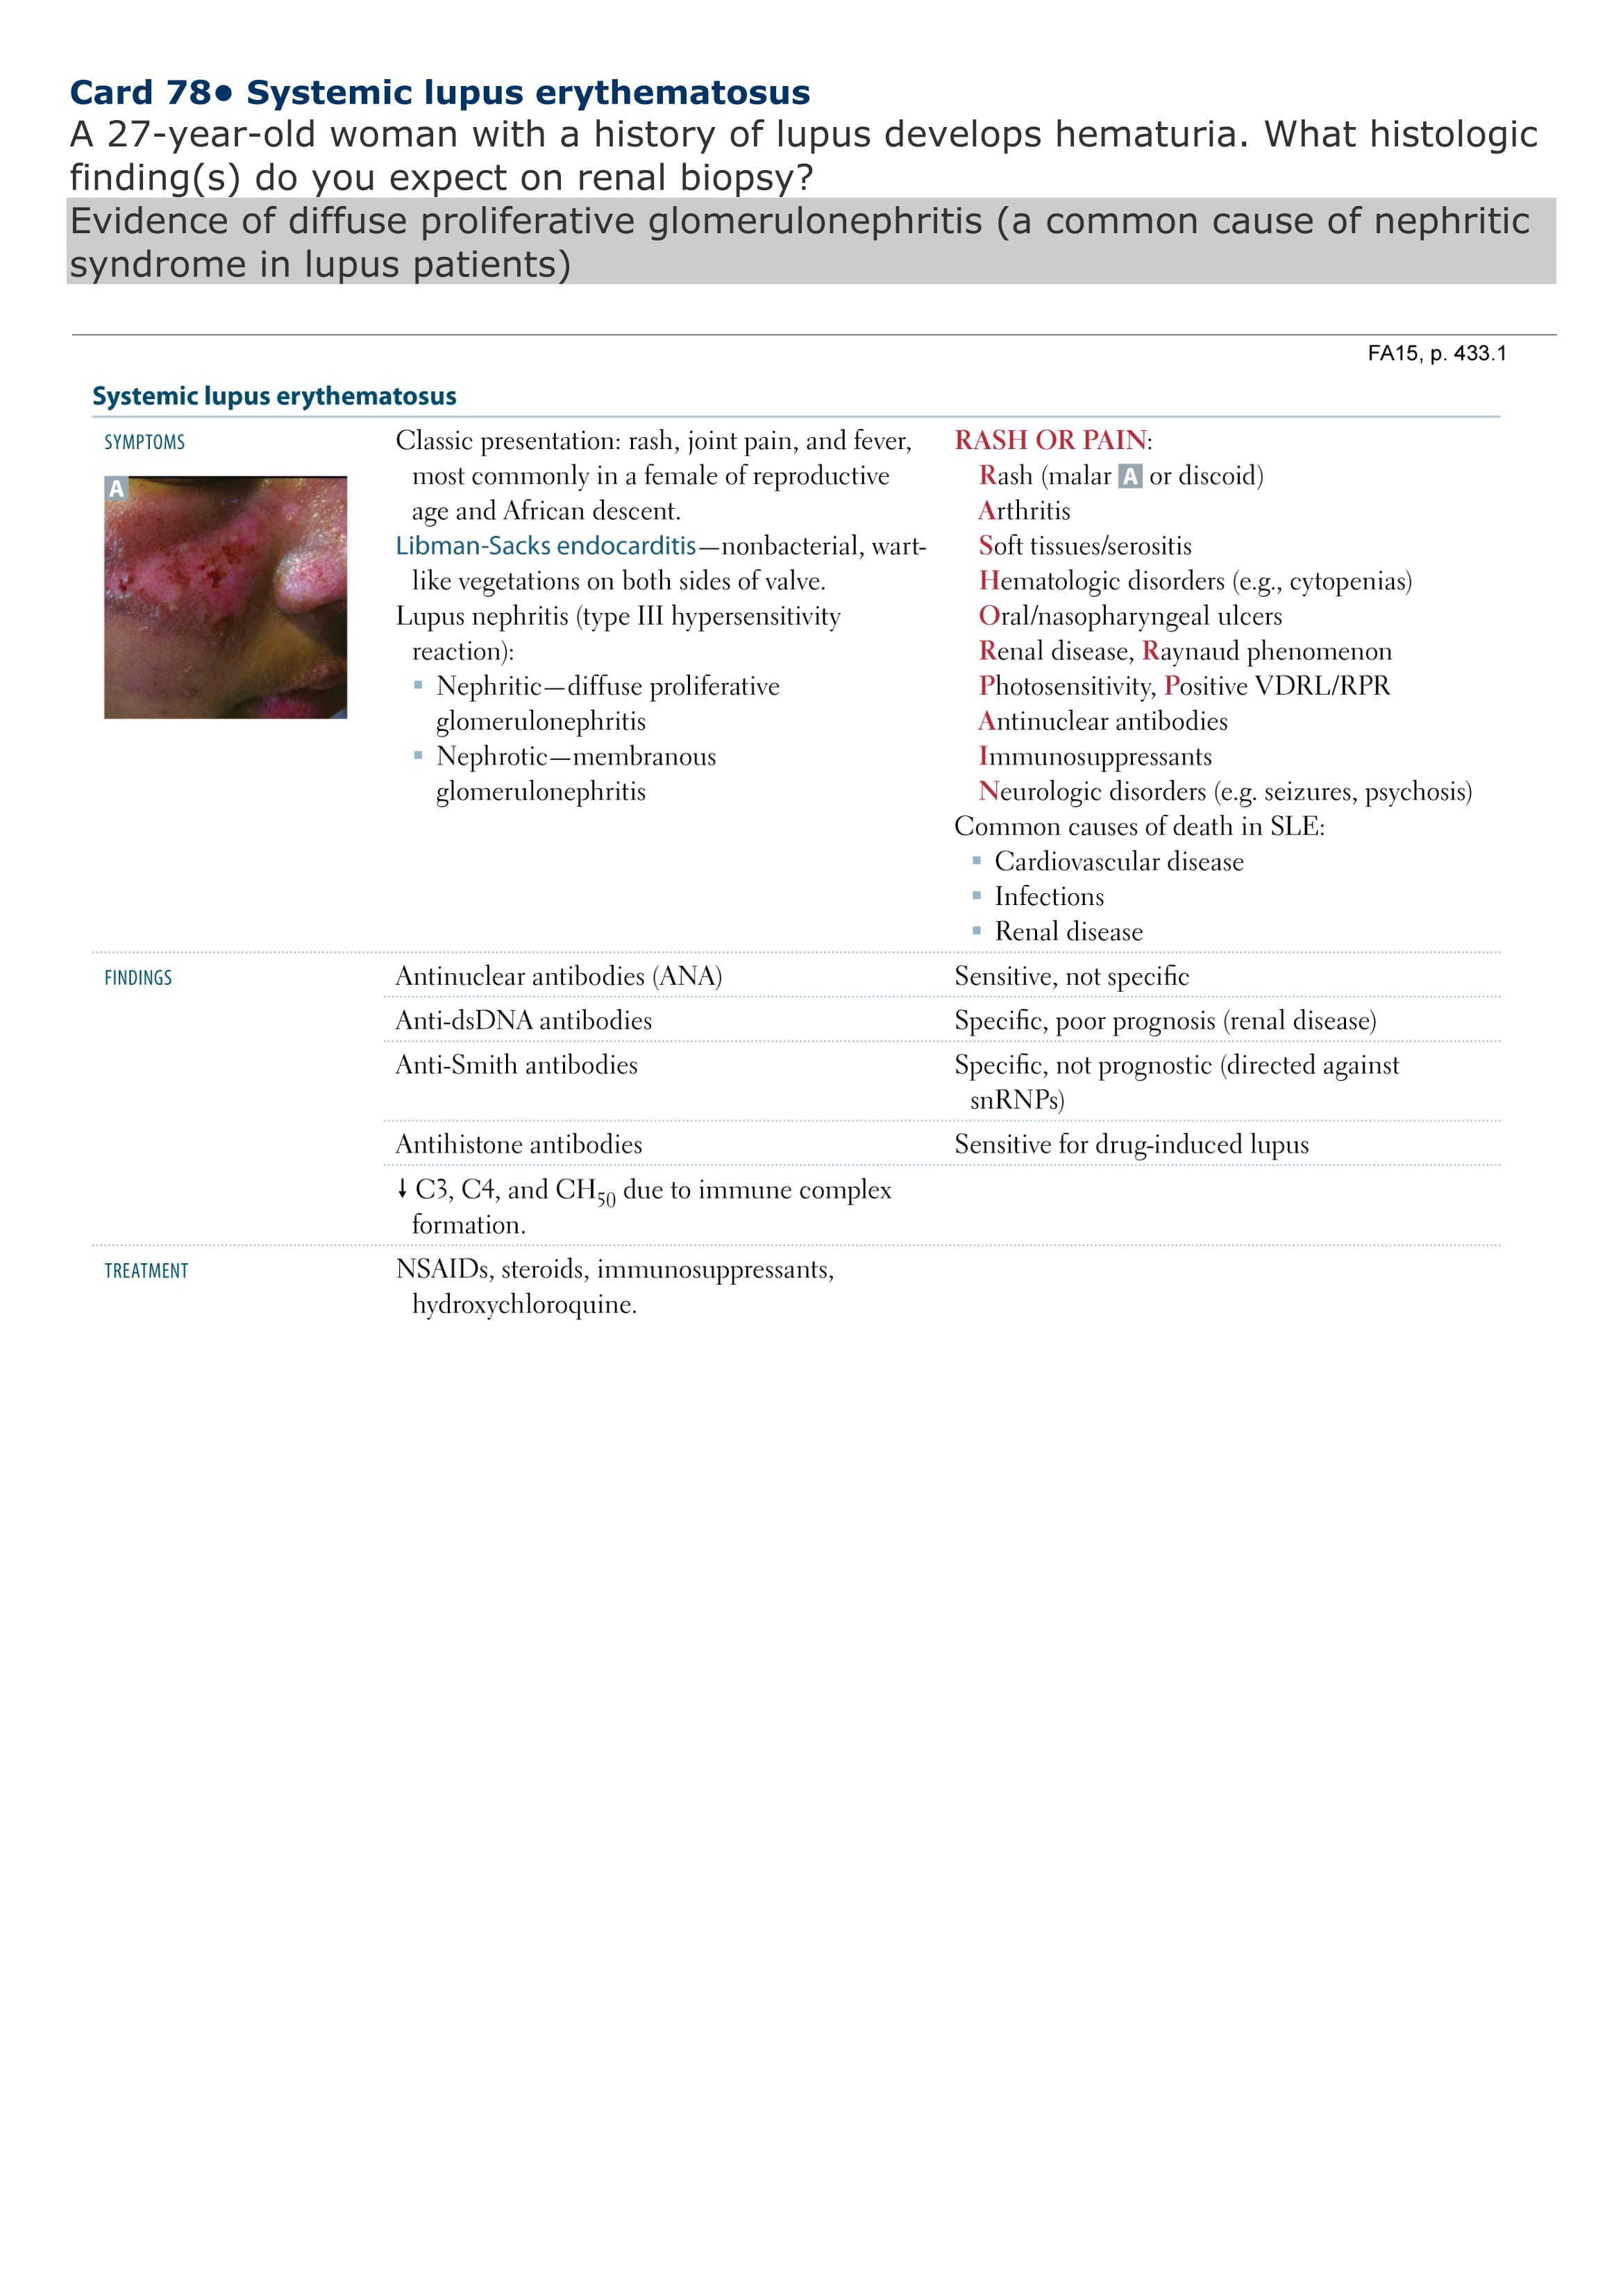 Card 78• Systemic lupus erythematosus
A 27-year-old woman with a history of lupus develops hematuria. What histologic
finding(s) do you expect on renal biopsy?
Evidence of diffuse proliferative glomerulonephritis (a common cause of nephritic
syndrome in lupus patients)
FA15, p. 433.1
Systemic lupus erythematosus
SYMPTOMS
A
Classic presentation: rash, joint pain, and fever,
most commonly in a female of reproductive
age and African descent.
Libman-Sacks endocarditis—nonbacterial, wart-
like vegetations on both sides of valve.
Lupus nephritis (type III hypersensitivity
reaction):
▪ Nephritic—diffuse proliferative
glomerulonephritis
▪ Nephrotic—membranous
glomerulonephritis
RASH OR PAIN:
Rash (malar A or discoid)
Arthritis
Soft tissues/serositis
Hematologic disorders (e.g., cytopenias)
Oral/nasopharyngeal ulcers
Renal disease, Raynaud phenomenon
Photosensitivity, Positive VDRL/RPR
Antinuclear antibodies
Immunosuppressants
Neurologic disorders (e.g. seizures, psychosis)
Common causes of death in SLE:
▪ Cardiovascular disease
▪ Infections
▪ Renal disease
FINDINGS
Antinuclear antibodies (ANA)
Sensitive, not specific
Anti-dsDNA antibodies
Specific, poor prognosis (renal disease)
Anti-Smith antibodies
Specific, not prognostic (directed against
snRNPs)
Antihistone antibodies
Sensitive for drug-induced lupus
↓ C3, C4, and CH50 due to immune complex
formation.
TREATMENT
NSAIDs, steroids, immunosuppressants,
hydroxychloroquine.